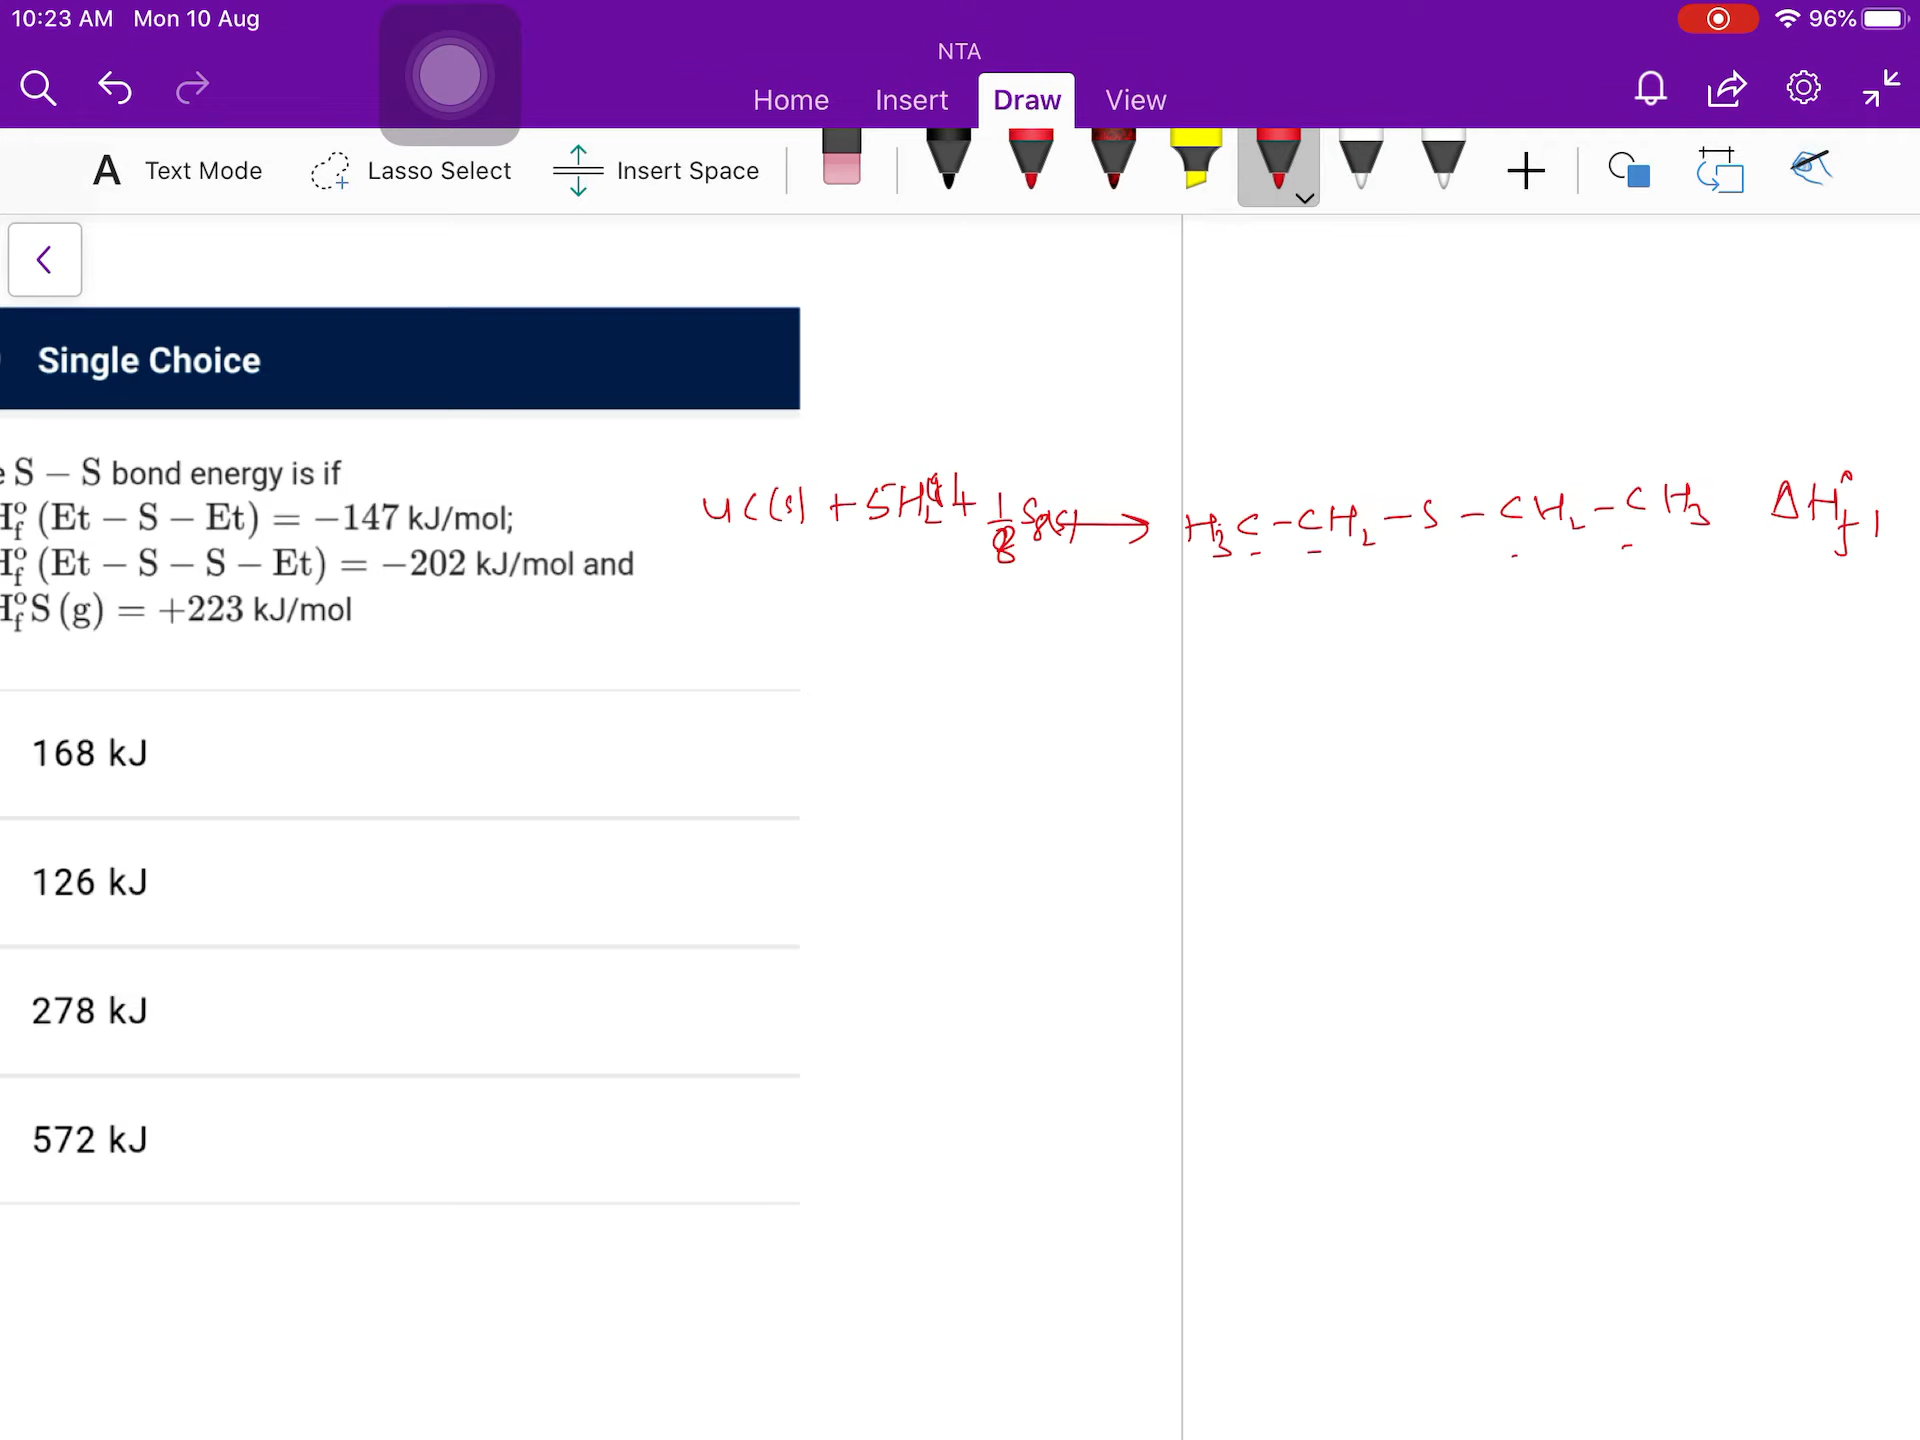 10:23 AM Mon 10 Aug
96%
NTA
Home Insert Draw View
A Text Mode Lasso Select Insert Space
Single Choice
e S – S bond energy is if
H°f (Et – S – Et) = −147 kJ/mol;
H°f (Et – S – S – Et) = −202 kJ/mol and
H°f S (g) = +223 kJ/mol
4C(s) + 5H2(g) + 1/8 S8(s) → H3C – CH2 – S – CH2 – CH3 ΔH°f1
168 kJ
126 kJ
278 kJ
572 kJ